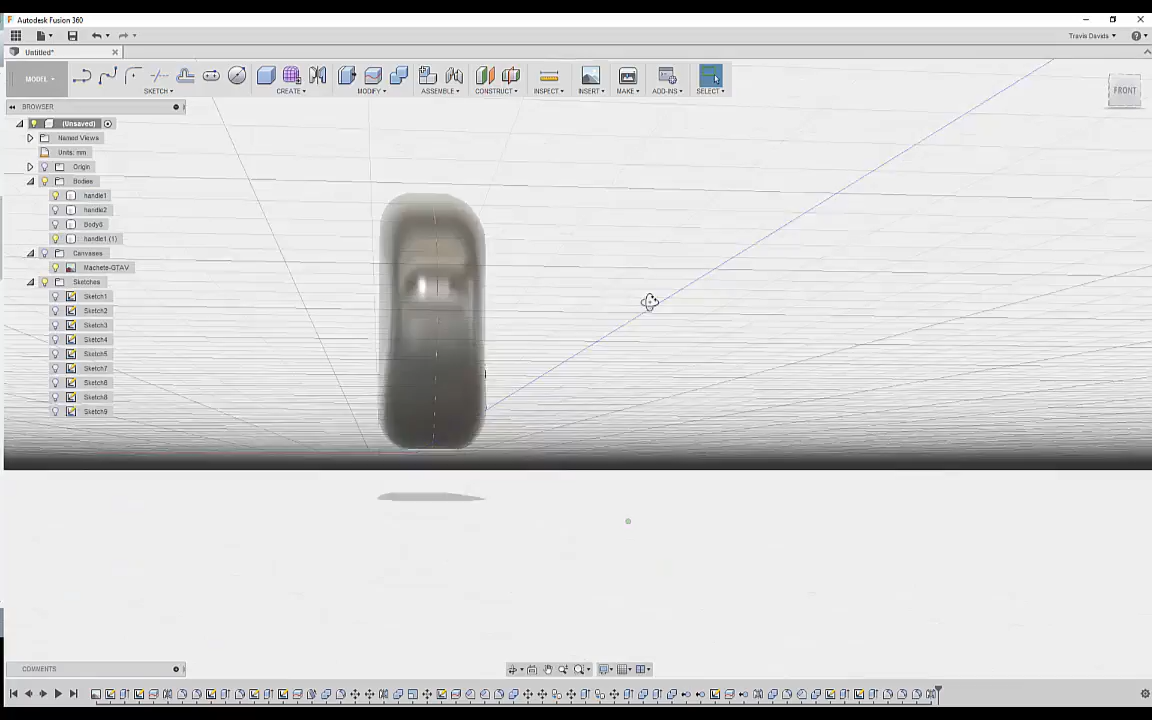 Autodesk Fusion 360
Travis Davids
Untitled*
MODEL
SKETCH
CREATE
MODIFY
ASSEMBLE
CONSTRUCT
INSPECT
INSERT
MAKE
ADD-INS
SELECT
FRONT
BROWSER
(Unsaved)
Named Views
Units: mm
Origin
Bodies
handle1
handle2
Body6
handle1 (1)
Canvases
Machete-GTAV
Sketches
Sketch1
Sketch2
Sketch3
Sketch4
Sketch5
Sketch7
Sketch6
Sketch8
Sketch9
COMMENTS